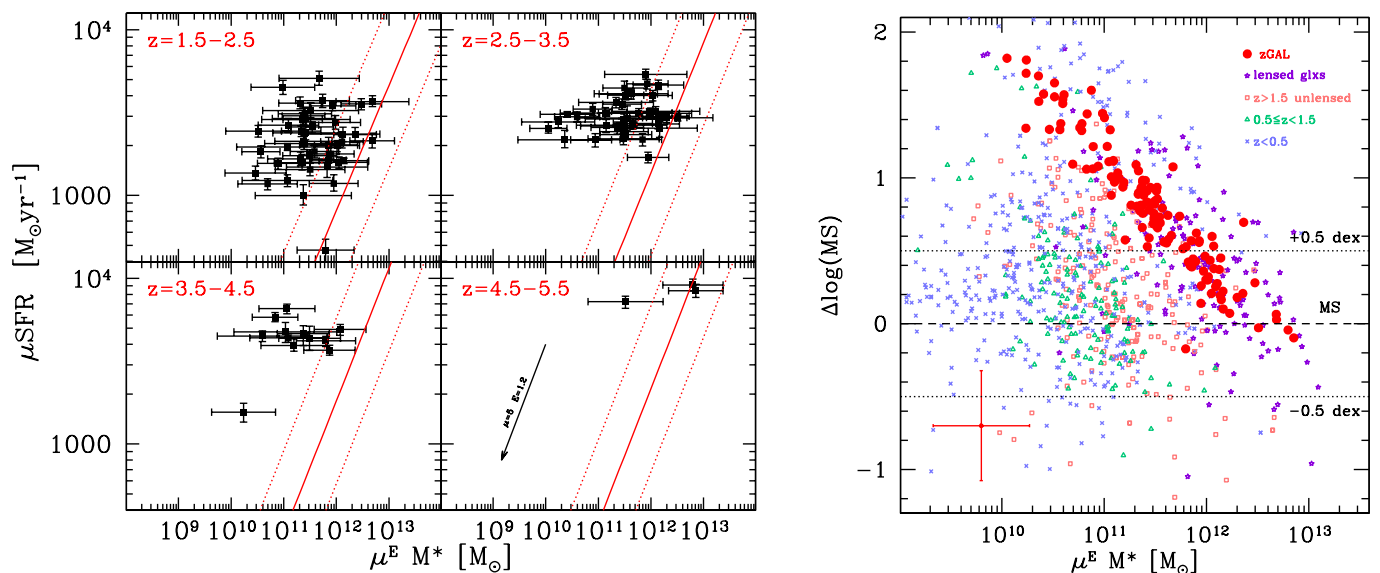 z=1.5−2.5
z=2.5−3.5
z=3.5−4.5
z=4.5−5.5
10⁴
1000
10⁴
1000
μSFR [M⊙yr⁻¹]
μ=5 E=1.2
10⁹ 10¹⁰ 10¹¹ 10¹² 10¹³
10⁹ 10¹⁰ 10¹¹ 10¹² 10¹³
μᴱ M* [M⊙]
2
1
0
−1
Δlog(MS)
zGAL
lensed glxs
z>1.5 unlensed
0.5≤z<1.5
z<0.5
+0.5 dex
MS
−0.5 dex
10¹⁰ 10¹¹ 10¹² 10¹³
μᴱ M* [M⊙]